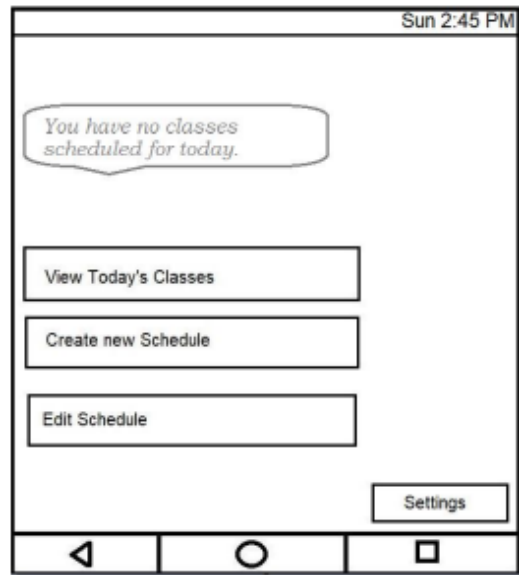 Sun 2:45 PM
You have no classes
scheduled for today.
View Today's Classes
Create new Schedule
Edit Schedule
Settings